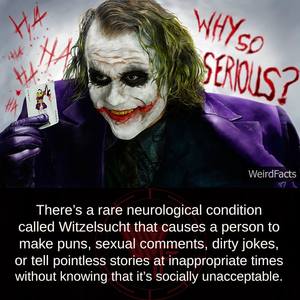 HA
HA
HA
HA
WHY SO
SERIOUS?
WeirdFacts
There's a rare neurological condition
called Witzelsucht that causes a person to
make puns, sexual comments, dirty jokes,
or tell pointless stories at inappropriate times
without knowing that it's socially unacceptable.